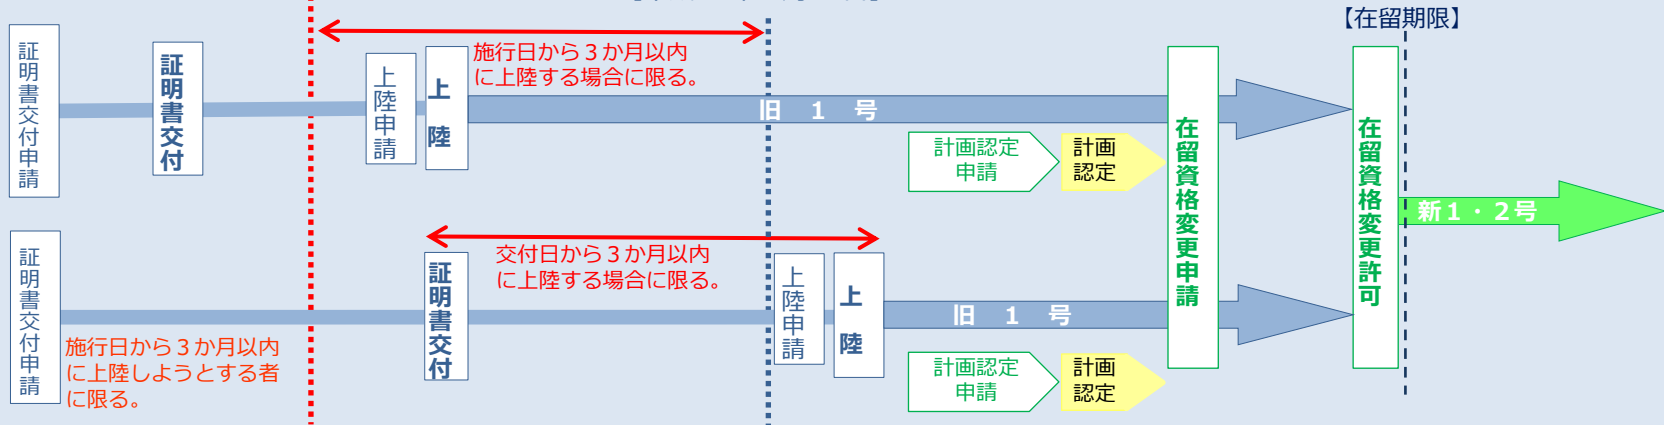 【在留期限】
証明書交付申請
証明書交付
上陸申請
上陸
施行日から３か月以内
に上陸する場合に限る。
旧１号
計画認定
申請
計画
認定
在留資格変更申請
在留資格変更許可
新１・２号
証明書交付申請
施行日から３か月以内
に上陸しようとする者
に限る。
証明書交付
交付日から３か月以内
に上陸する場合に限る。
上陸申請
上陸
旧１号
計画認定
申請
計画
認定